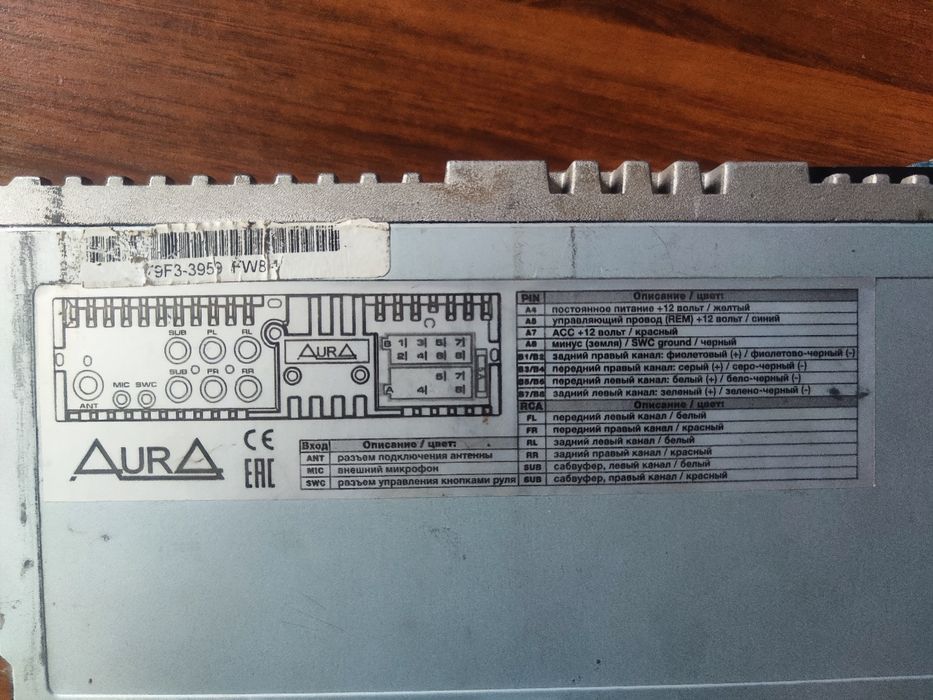 9F3-3959
SUB FL RL
SUB FR RR
MIC SWC
ANT
AURA
C
B 1 3 5 7
2 4 6 8
5 7
A 4 8
AURA
CE
EAC
Вход Описание / цвет:
ANT разъем подключения антенны
MIC внешний микрофон
SWC разъем управления кнопками руля
PIN Описание / цвет:
A4 постоянное питание +12 вольт / желтый
A5 управляющий провод (REM) +12 вольт / синий
A7 ACC +12 вольт / красный
A8 минус (земля) / SWC ground / черный
B1/B2 задний правый канал: фиолетовый (+) / фиолетово-черный (-)
B3/B4 передний правый канал: серый (+) / серо-черный (-)
B5/B6 передний левый канал: белый (+) / бело-черный (-)
B7/B8 задний левый канал: зеленый (+) / зелено-черный (-)
RCA Описание / цвет:
FL передний левый канал / белый
FR передний правый канал / красный
RL задний левый канал / белый
RR задний правый канал / красный
SUB сабвуфер, левый канал / белый
SUB сабвуфер, правый канал / красный